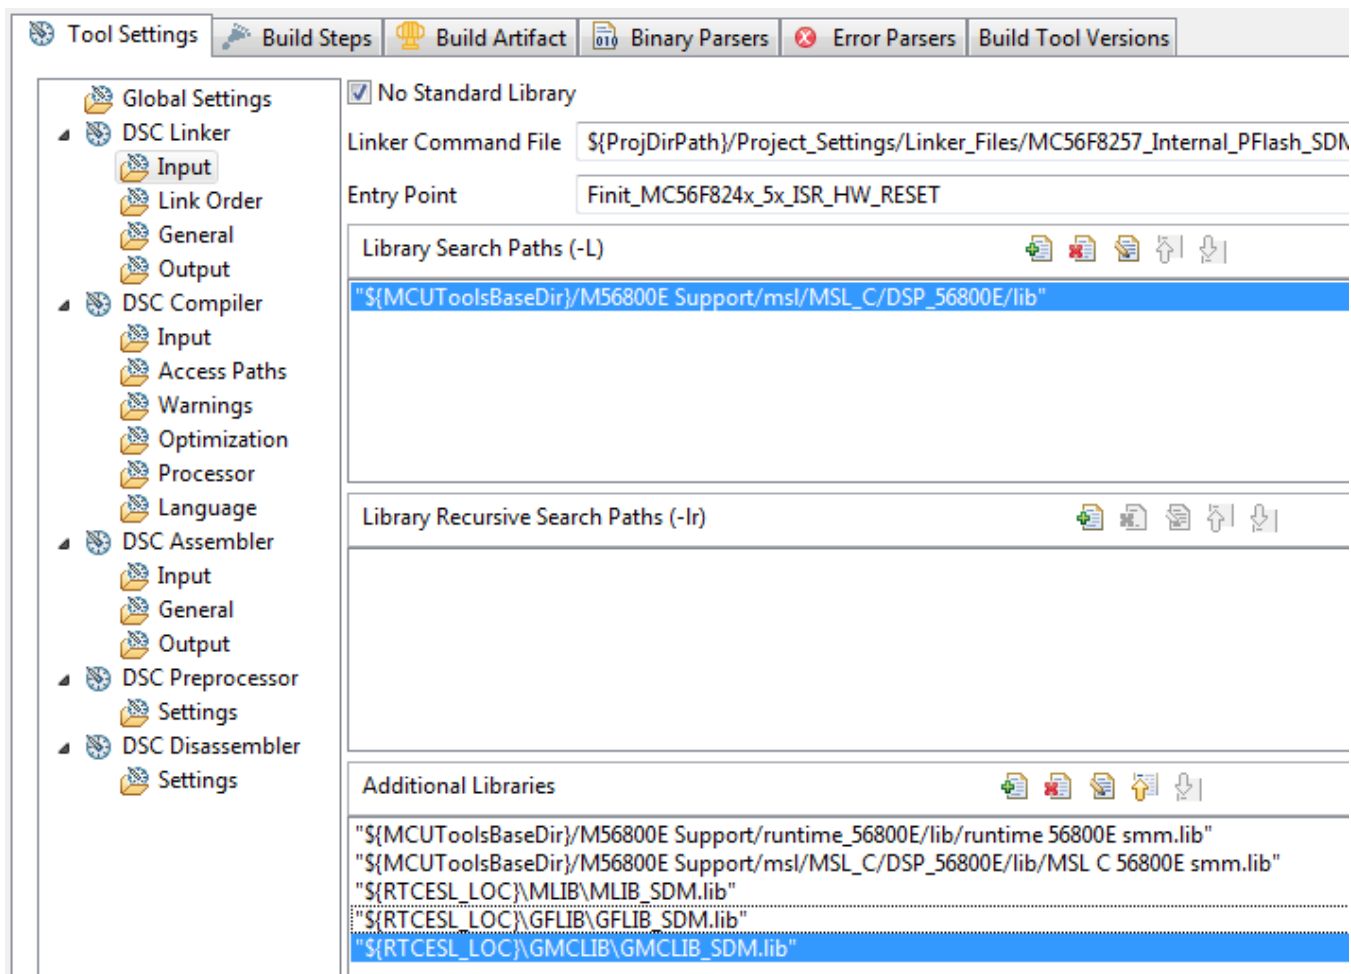 Tool Settings Build Steps Build Artifact Binary Parsers Error Parsers Build Tool Versions
Global Settings
DSC Linker
Input
Link Order
General
Output
DSC Compiler
Input
Access Paths
Warnings
Optimization
Processor
Language
DSC Assembler
Input
General
Output
DSC Preprocessor
Settings
DSC Disassembler
Settings
No Standard Library
Linker Command File ${ProjDirPath}/Project_Settings/Linker_Files/MC56F8257_Internal_PFlash_SDM
Entry Point Finit_MC56F824x_5x_ISR_HW_RESET
Library Search Paths (-L)
"${MCUToolsBaseDir}/M56800E Support/msl/MSL_C/DSP_56800E/lib"
Library Recursive Search Paths (-lr)
Additional Libraries
"${MCUToolsBaseDir}/M56800E Support/runtime_56800E/lib/runtime 56800E smm.lib"
"${MCUToolsBaseDir}/M56800E Support/msl/MSL_C/DSP_56800E/lib/MSL C 56800E smm.lib"
"${RTCESL_LOC}\MLIB\MLIB_SDM.lib"
"${RTCESL_LOC}\GFLIB\GFLIB_SDM.lib"
"${RTCESL_LOC}\GMCLIB\GMCLIB_SDM.lib"